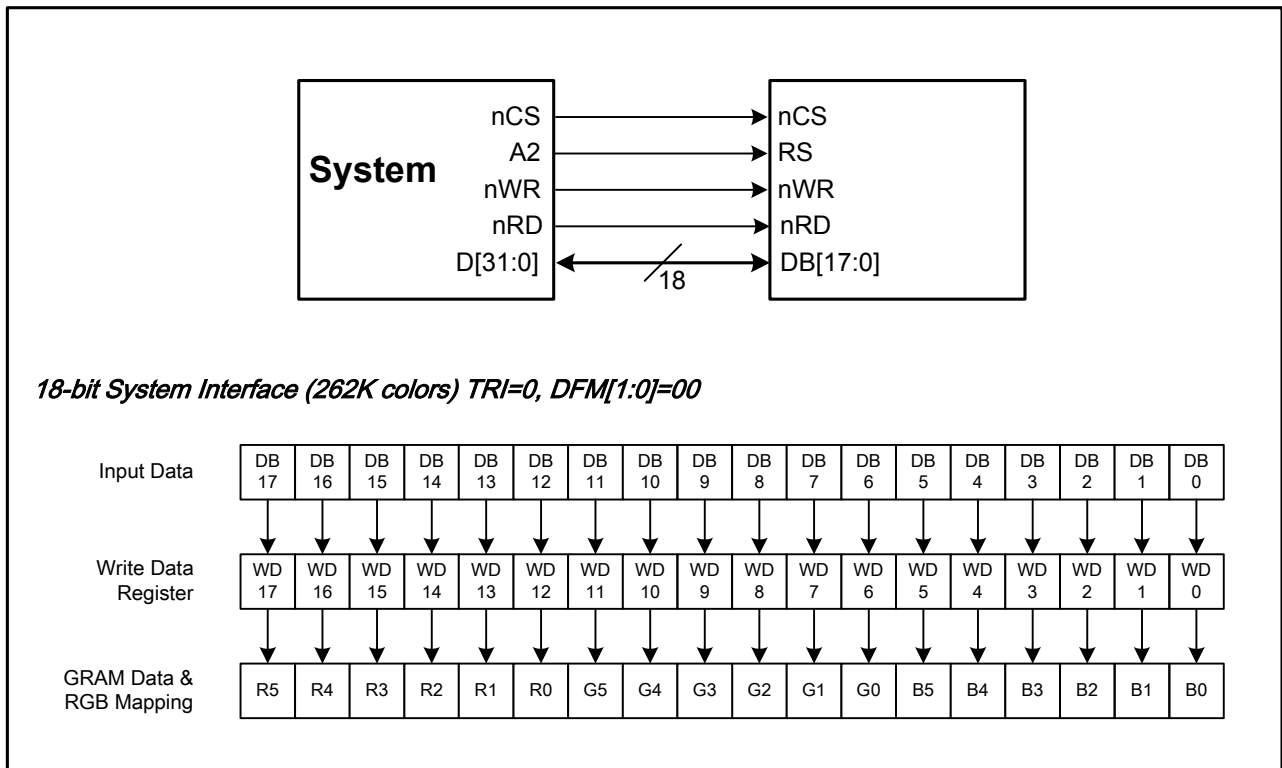 nCS nCS
A2 RS
System
nWR nWR
nRD nRD
D[31:0] DB[17:0]
18
18-bit System Interface (262K colors) TRI=0, DFM[1:0]=00
Input Data
DB DB DB DB DB DB DB DB DB DB DB DB DB DB DB DB DB DB
17 16 15 14 13 12 11 10 9 8 7 6 5 4 3 2 1 0
Write Data
Register
WD WD WD WD WD WD WD WD WD WD WD WD WD WD WD WD WD WD
17 16 15 14 13 12 11 10 9 8 7 6 5 4 3 2 1 0
GRAM Data &
RGB Mapping
R5 R4 R3 R2 R1 R0 G5 G4 G3 G2 G1 G0 B5 B4 B3 B2 B1 B0